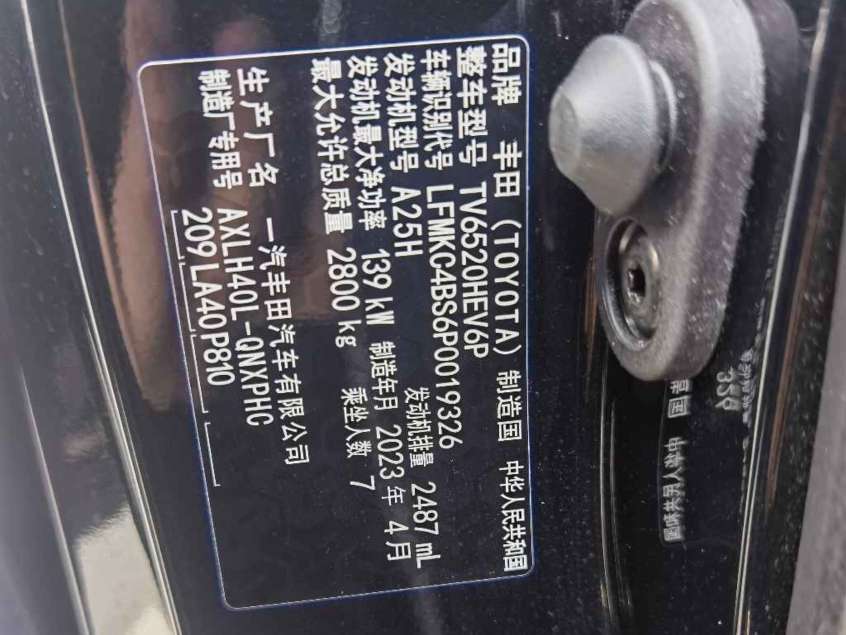 品牌 丰田 (TOYOTA) 制造国 中华人民共和国
整车型号 TV6520HEV6P
车辆识别代号 LFMKC4BS6P0019326
发动机型号 A25H 发动机排量 2487 mL
发动机最大净功率 139 kW 制造年月 2023 年 4 月
最大允许总质量 2800 kg 乘坐人数 7
生产厂名 一汽丰田汽车有限公司
制造厂专用号 AXLH40L-QNXPHC
209 LA40 P810